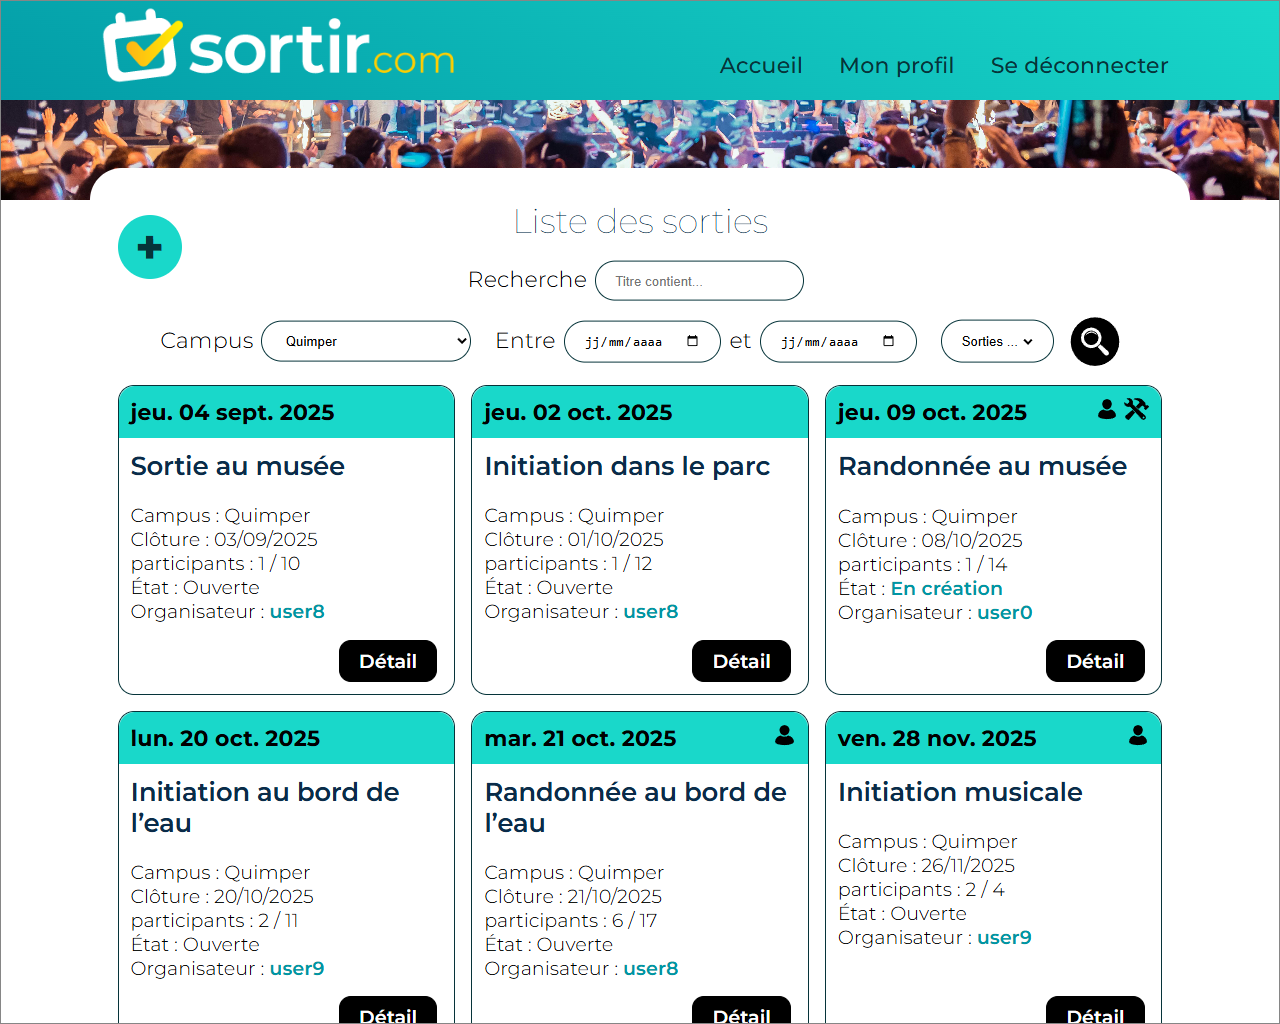 sortir.com
Accueil Mon profil Se déconnecter
Liste des sorties
Recherche Titre contient...
Campus Quimper Entre jj/mm/aaaa et jj/mm/aaaa Sorties ...
jeu. 04 sept. 2025
Sortie au musée
Campus : Quimper
Clôture : 03/09/2025
participants : 1 / 10
État : Ouverte
Organisateur : user8
Détail
jeu. 02 oct. 2025
Initiation dans le parc
Campus : Quimper
Clôture : 01/10/2025
participants : 1 / 12
État : Ouverte
Organisateur : user8
Détail
jeu. 09 oct. 2025
Randonnée au musée
Campus : Quimper
Clôture : 08/10/2025
participants : 1 / 14
État : En création
Organisateur : user0
Détail
lun. 20 oct. 2025
Initiation au bord de
l’eau
Campus : Quimper
Clôture : 20/10/2025
participants : 2 / 11
État : Ouverte
Organisateur : user9
Détail
mar. 21 oct. 2025
Randonnée au bord de
l’eau
Campus : Quimper
Clôture : 21/10/2025
participants : 6 / 17
État : Ouverte
Organisateur : user8
Détail
ven. 28 nov. 2025
Initiation musicale
Campus : Quimper
Clôture : 26/11/2025
participants : 2 / 4
État : Ouverte
Organisateur : user9
Détail